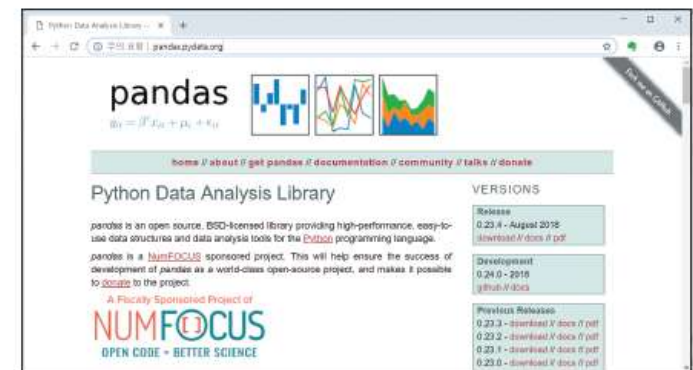 Python Data Analysis Library —
주의 요함 | pandas.pydata.org
Fork me on GitHub
pandas
home // about // get pandas // documentation // community // talks // donate
Python Data Analysis Library
pandas is an open source, BSD-licensed library providing high-performance, easy-to-
use data structures and data analysis tools for the Python programming language.
pandas is a NumFOCUS sponsored project. This will help ensure the success of
development of pandas as a world-class open-source project, and makes it possible
to donate to the project.
A Fiscally Sponsored Project of
NUMFOCUS
OPEN CODE = BETTER SCIENCE
VERSIONS
Release
0.23.4 - August 2018
download // docs // pdf
Development
0.24.0 - 2018
github // docs
Previous Releases
0.23.3 - download // docs // pdf
0.23.2 - download // docs // pdf
0.23.1 - download // docs // pdf
0.23.0 - download // docs // pdf